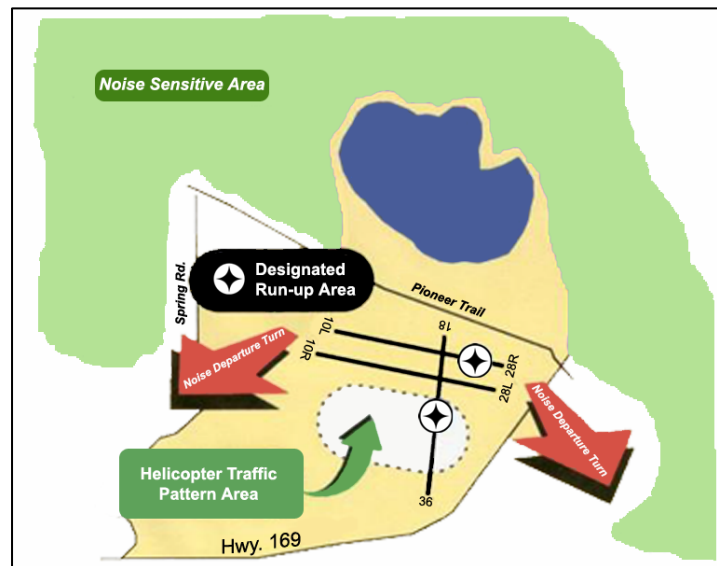 Noise Sensitive Area
Spring Rd.
Designated
Run-up Area
Pioneer Trail
10L
10R
18
28R
28L
Noise Departure Turn
Noise Departure Turn
Helicopter Traffic
Pattern Area
36
Hwy. 169